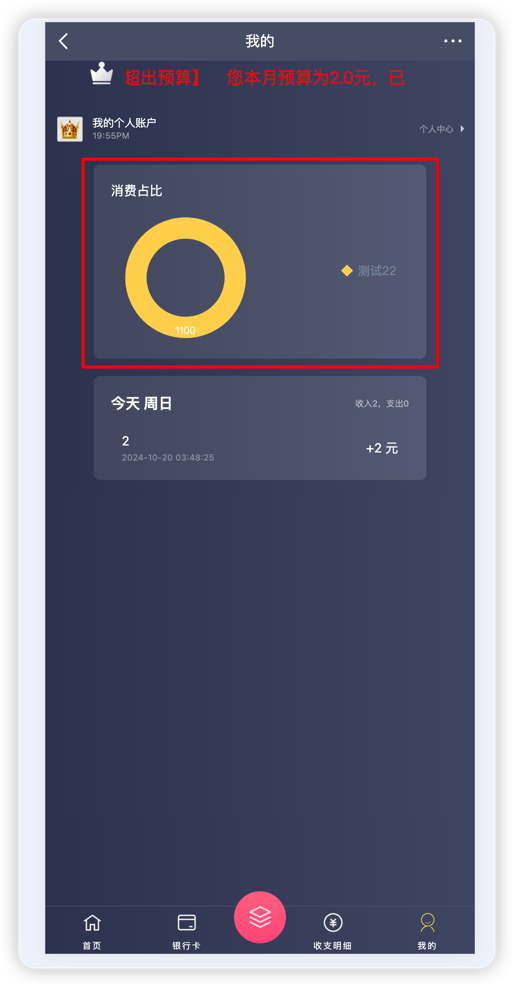 我的
超出预算】 您本月预算为2.0元，已
我的个人账户
19:55PM
个人中心
消费占比
测试22
1100
今天 周日
收入2，支出0
2
+2 元
2024-10-20 03:48:25
首页
银行卡
收支明细
我的